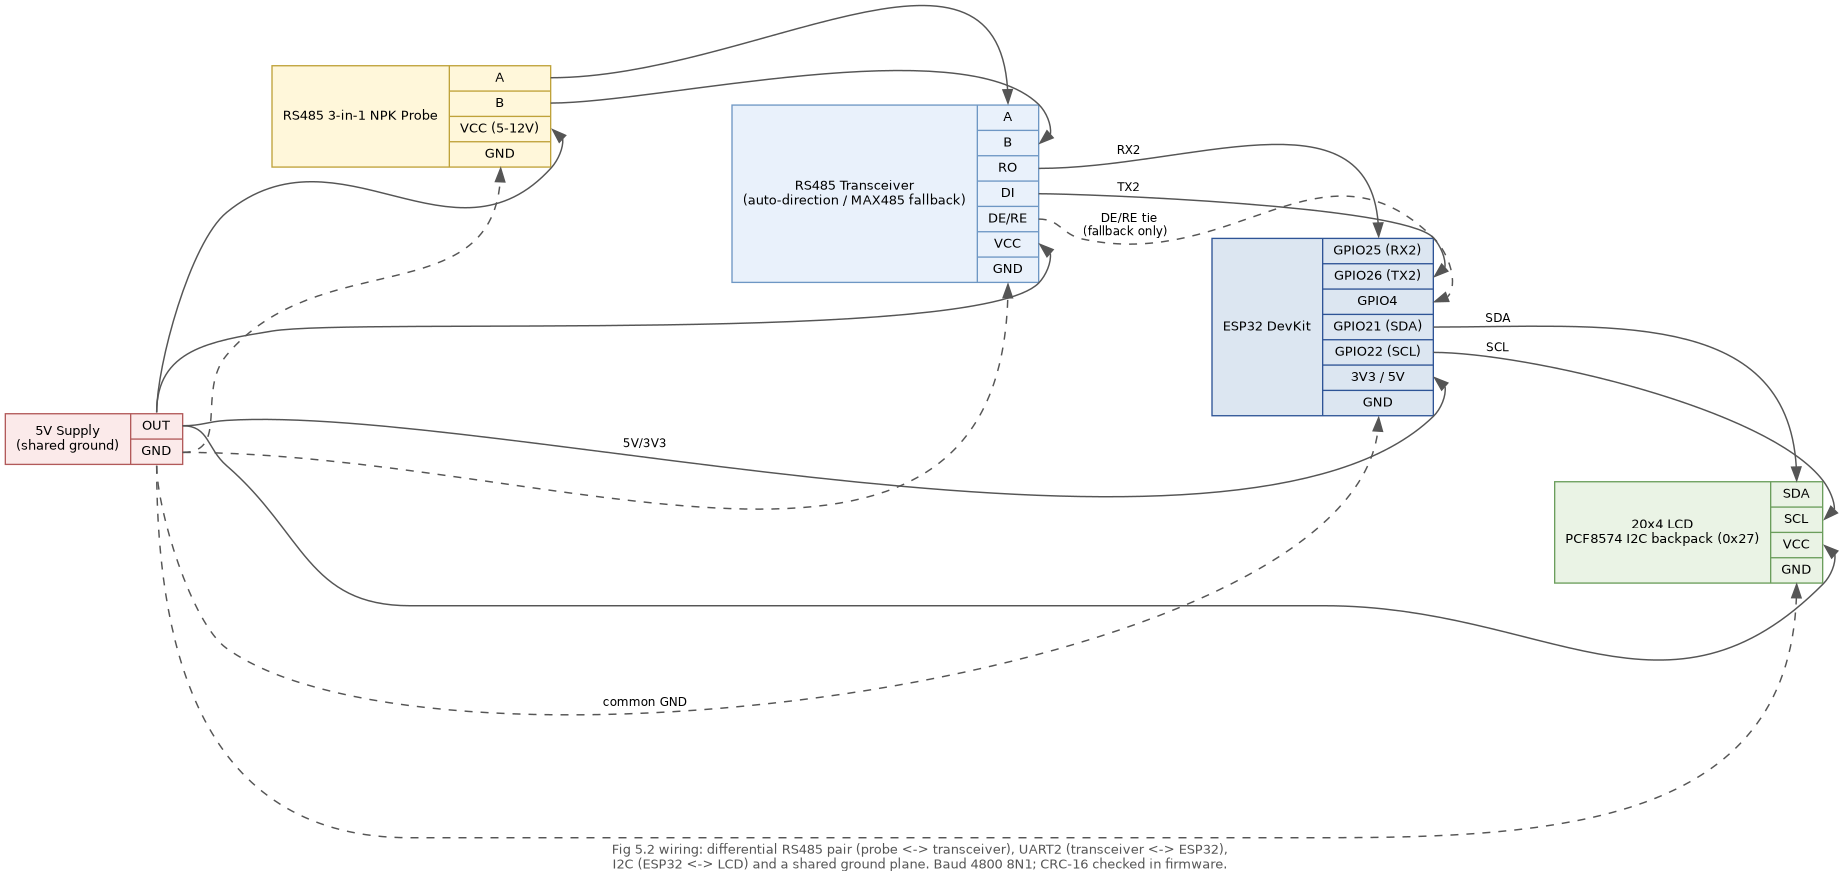 RS485 3-in-1 NPK Probe
A
B
VCC (5-12V)
GND
RS485 Transceiver
(auto-direction / MAX485 fallback)
A
B
RO
DI
DE/RE
VCC
GND
RX2
TX2
DE/RE tie
(fallback only)
ESP32 DevKit
GPIO25 (RX2)
GPIO26 (TX2)
GPIO4
GPIO21 (SDA)
GPIO22 (SCL)
3V3 / 5V
GND
SDA
SCL
5V Supply
(shared ground)
OUT
GND
5V/3V3
20x4 LCD
PCF8574 I2C backpack (0x27)
SDA
SCL
VCC
GND
common GND
Fig 5.2 wiring: differential RS485 pair (probe <-> transceiver), UART2 (transceiver <-> ESP32),
I2C (ESP32 <-> LCD) and a shared ground plane. Baud 4800 8N1; CRC-16 checked in firmware.